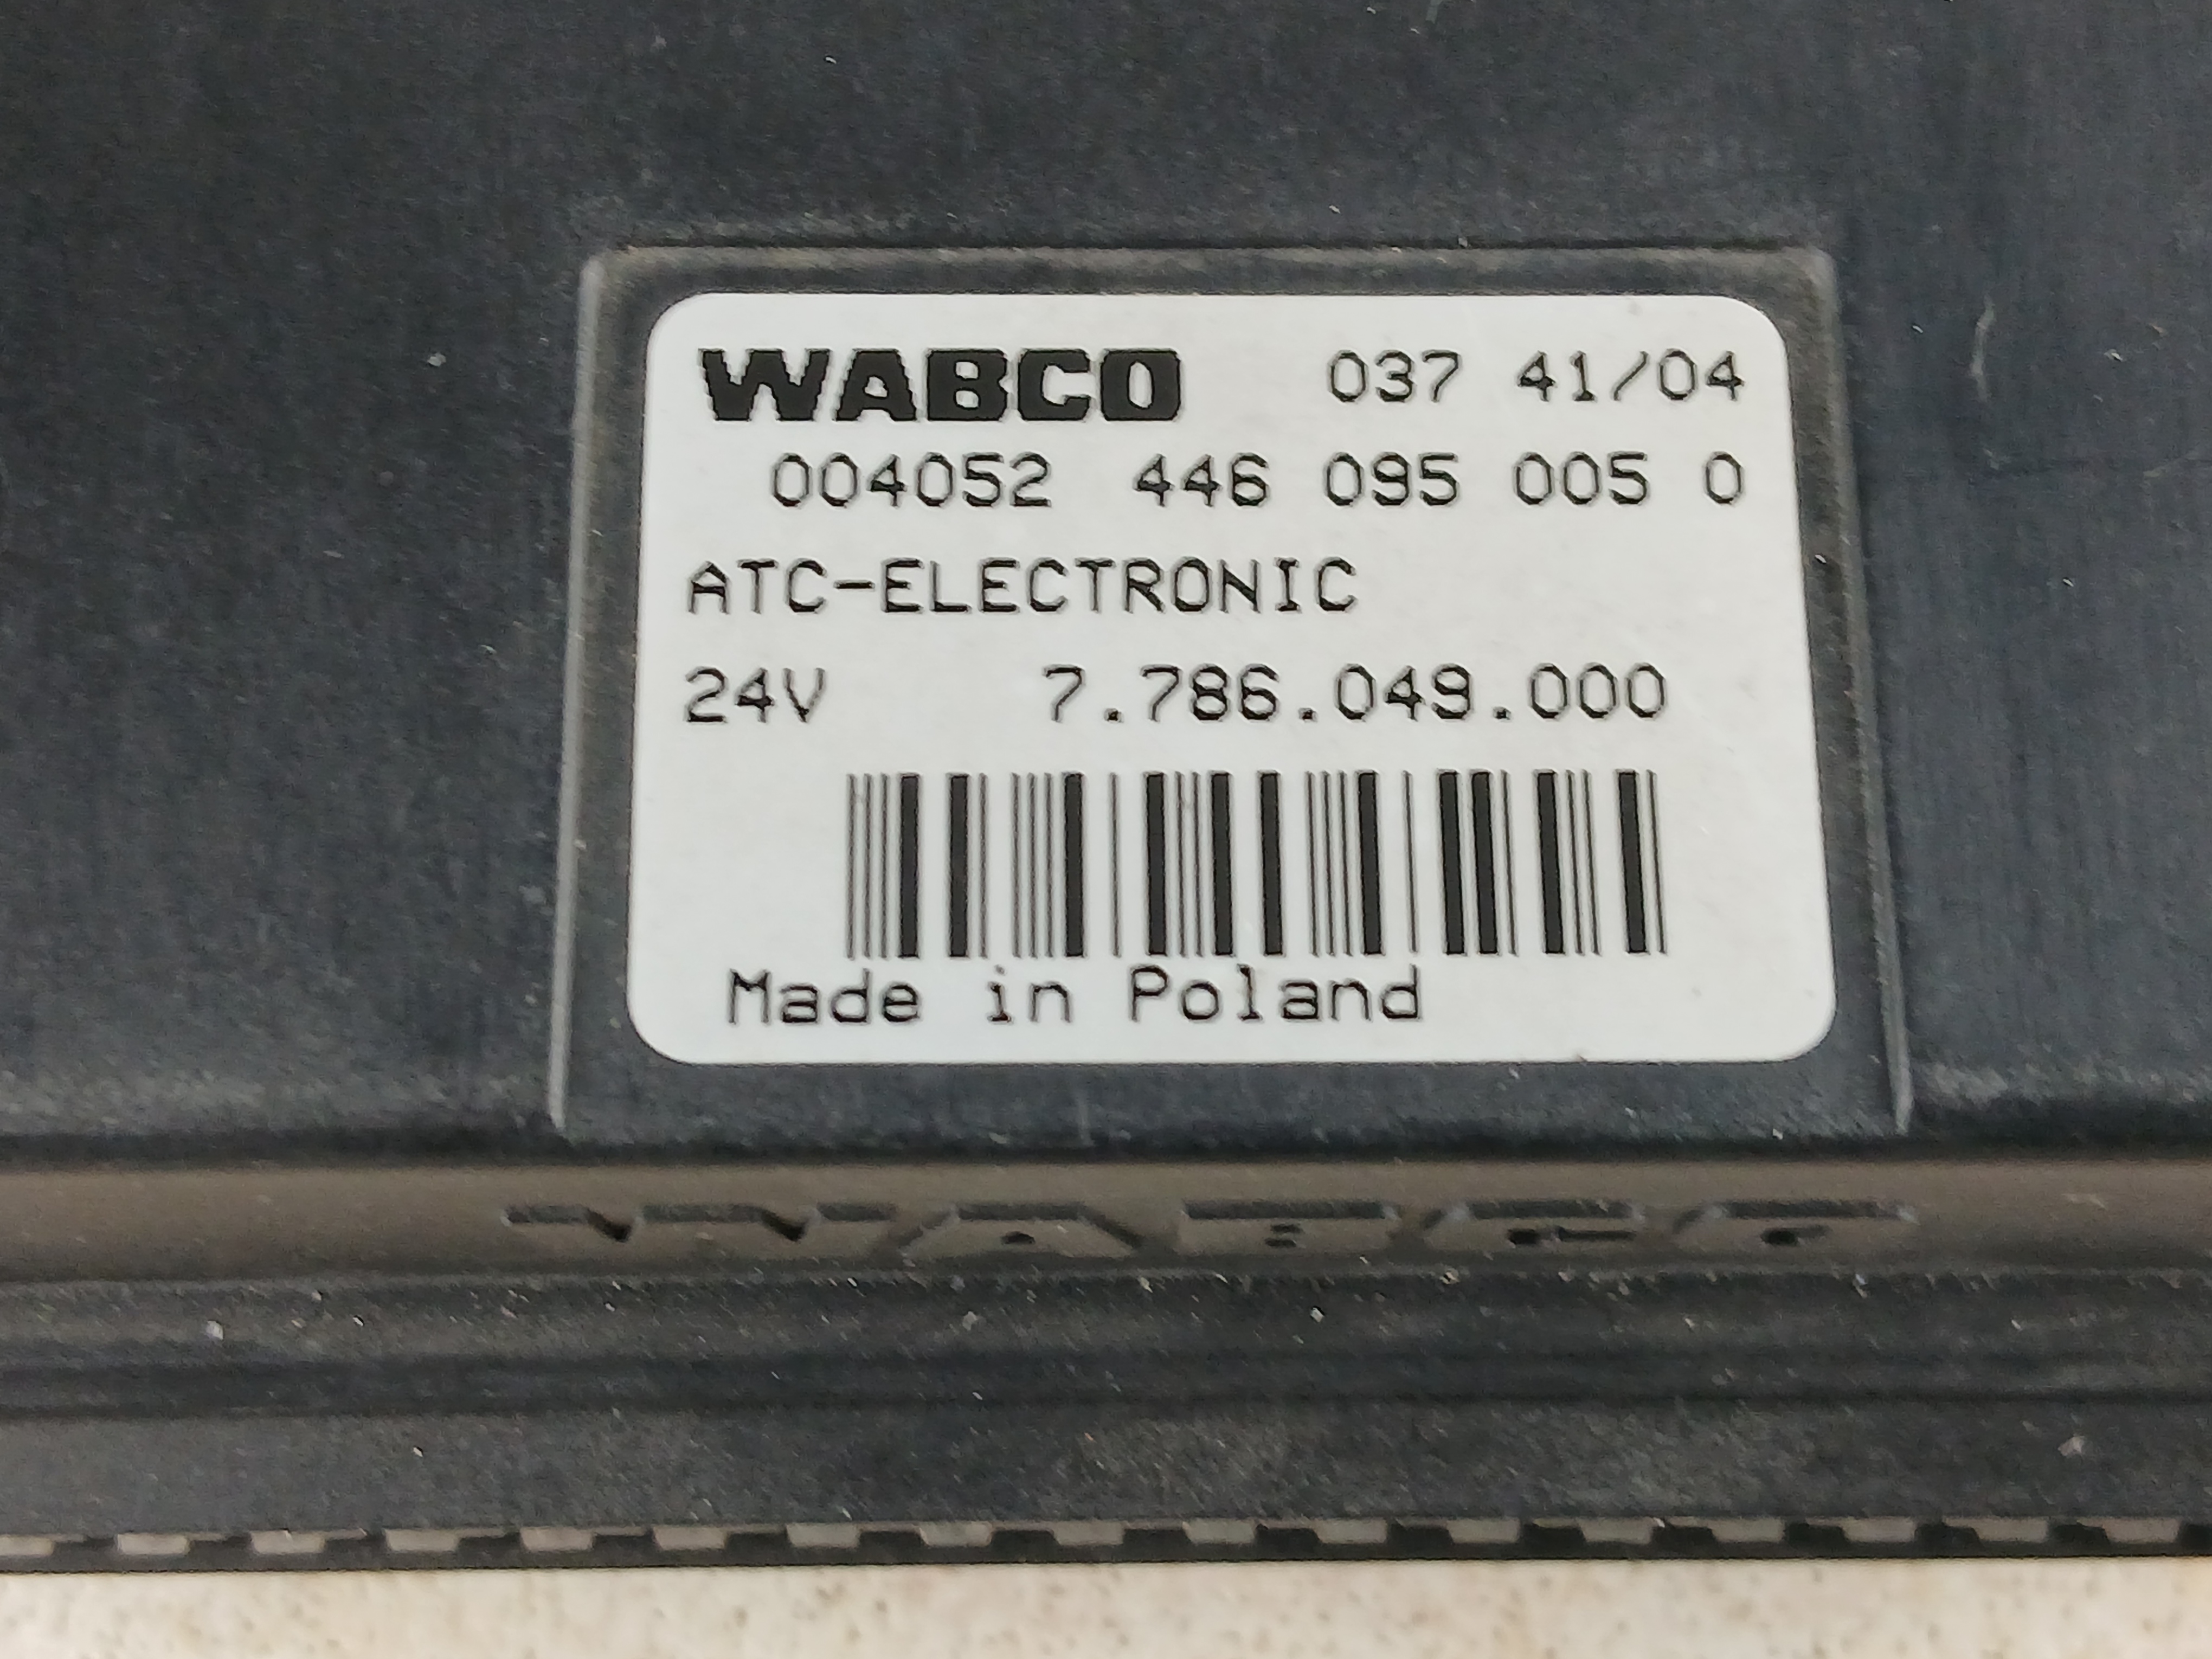 WABCO 037 41/04
004052 446 095 005 0
ATC-ELECTRONIC
24V 7.786.049.000
Made in Poland
WABCO